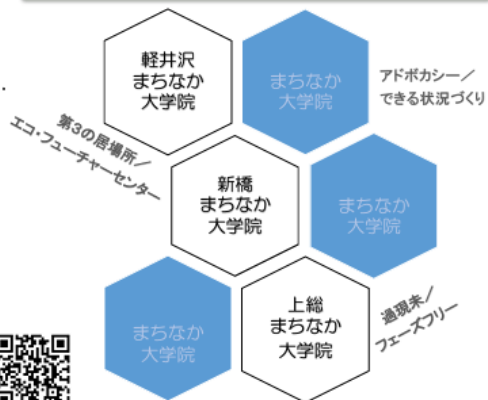 軽井沢
まちなか
大学院
まちなか
大学院
アドボカシー／
できる状況づくり
第3の居場所／
エコ・フューチャーセンター
新橋
まちなか
大学院
まちなか
大学院
まちなか
大学院
上総
まちなか
大学院
過現未／
フェーズフリー